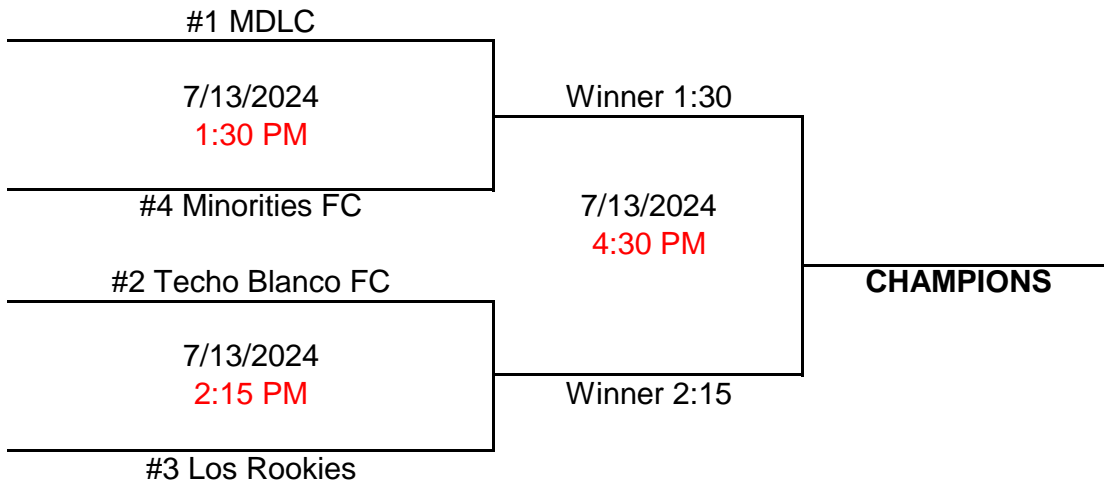 #1 MDLC
7/13/2024
1:30 PM
#4 Minorities FC
Winner 1:30
7/13/2024
4:30 PM
#2 Techo Blanco FC
7/13/2024
2:15 PM
#3 Los Rookies
Winner 2:15
CHAMPIONS